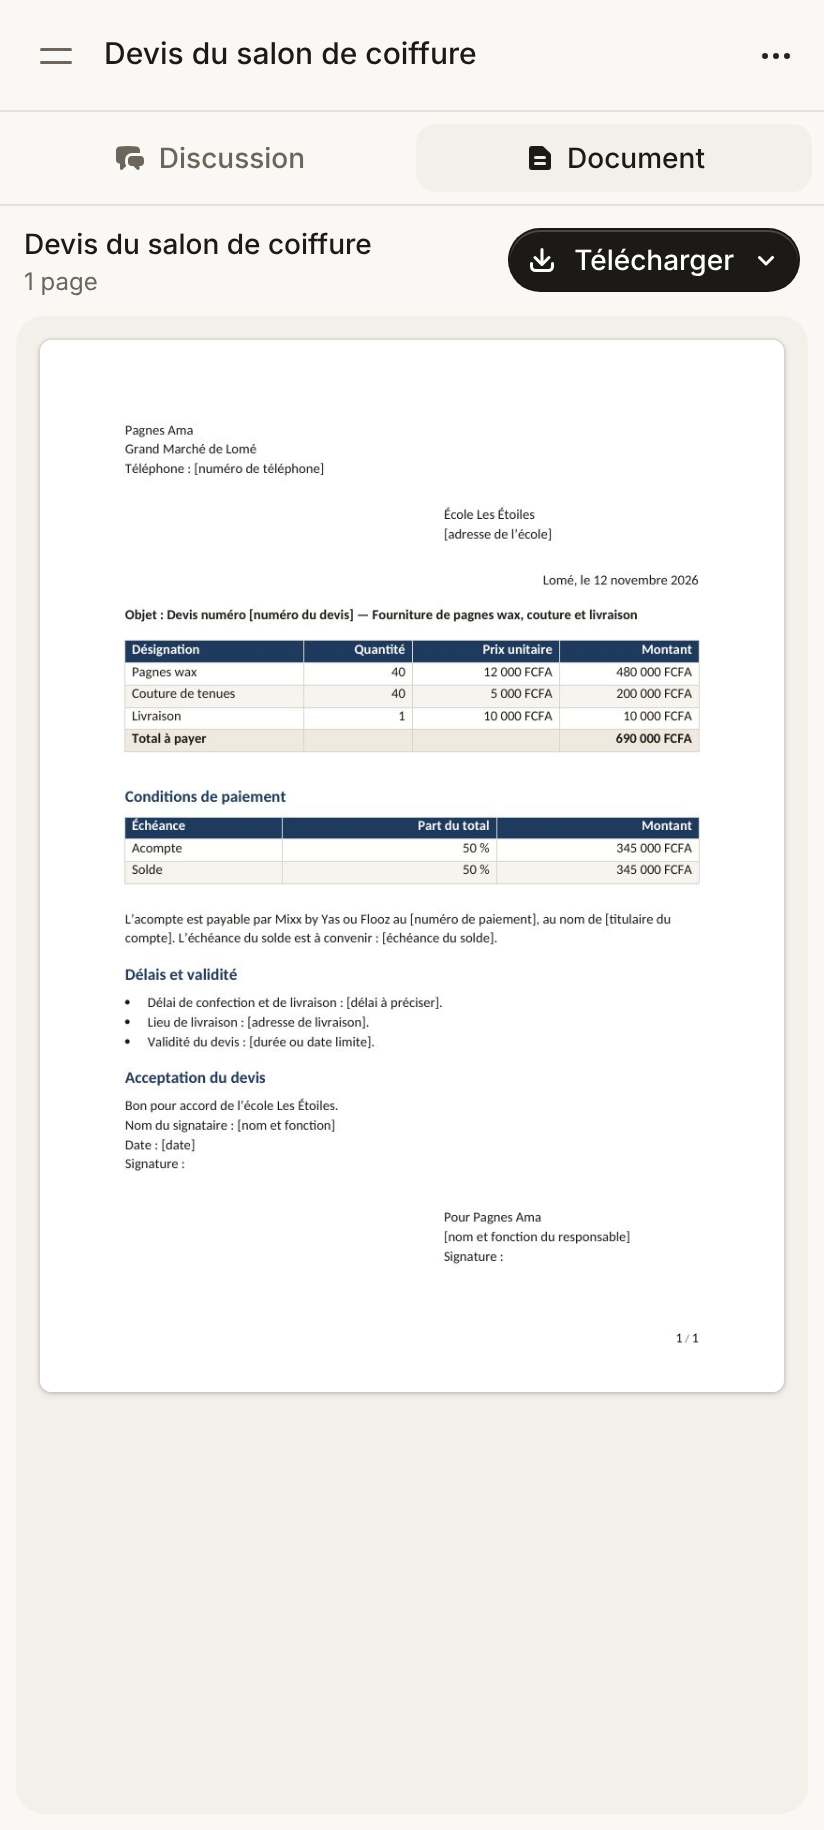 Devis du salon de coiffure
Discussion
Document
Devis du salon de coiffure
1 page
Télécharger
Pagnes Ama
Grand Marché de Lomé
Téléphone : [numéro de téléphone]
École Les Étoiles
[adresse de l’école]
Lomé, le 12 novembre 2026
Objet : Devis numéro [numéro du devis] — Fourniture de pagnes wax, couture et livraison
Désignation Quantité Prix unitaire Montant
Pagnes wax 40 12 000 FCFA 480 000 FCFA
Couture de tenues 40 5 000 FCFA 200 000 FCFA
Livraison 1 10 000 FCFA 10 000 FCFA
Total à payer 690 000 FCFA
Conditions de paiement
Échéance Part du total Montant
Acompte 50 % 345 000 FCFA
Solde 50 % 345 000 FCFA
L’acompte est payable par Mixx by Yas ou Flooz au [numéro de paiement], au nom de [titulaire du
compte]. L’échéance du solde est à convenir : [échéance du solde].
Délais et validité
• Délai de confection et de livraison : [délai à préciser].
• Lieu de livraison : [adresse de livraison].
• Validité du devis : [durée ou date limite].
Acceptation du devis
Bon pour accord de l’école Les Étoiles.
Nom du signataire : [nom et fonction]
Date : [date]
Signature :
Pour Pagnes Ama
[nom et fonction du responsable]
Signature :
1 / 1